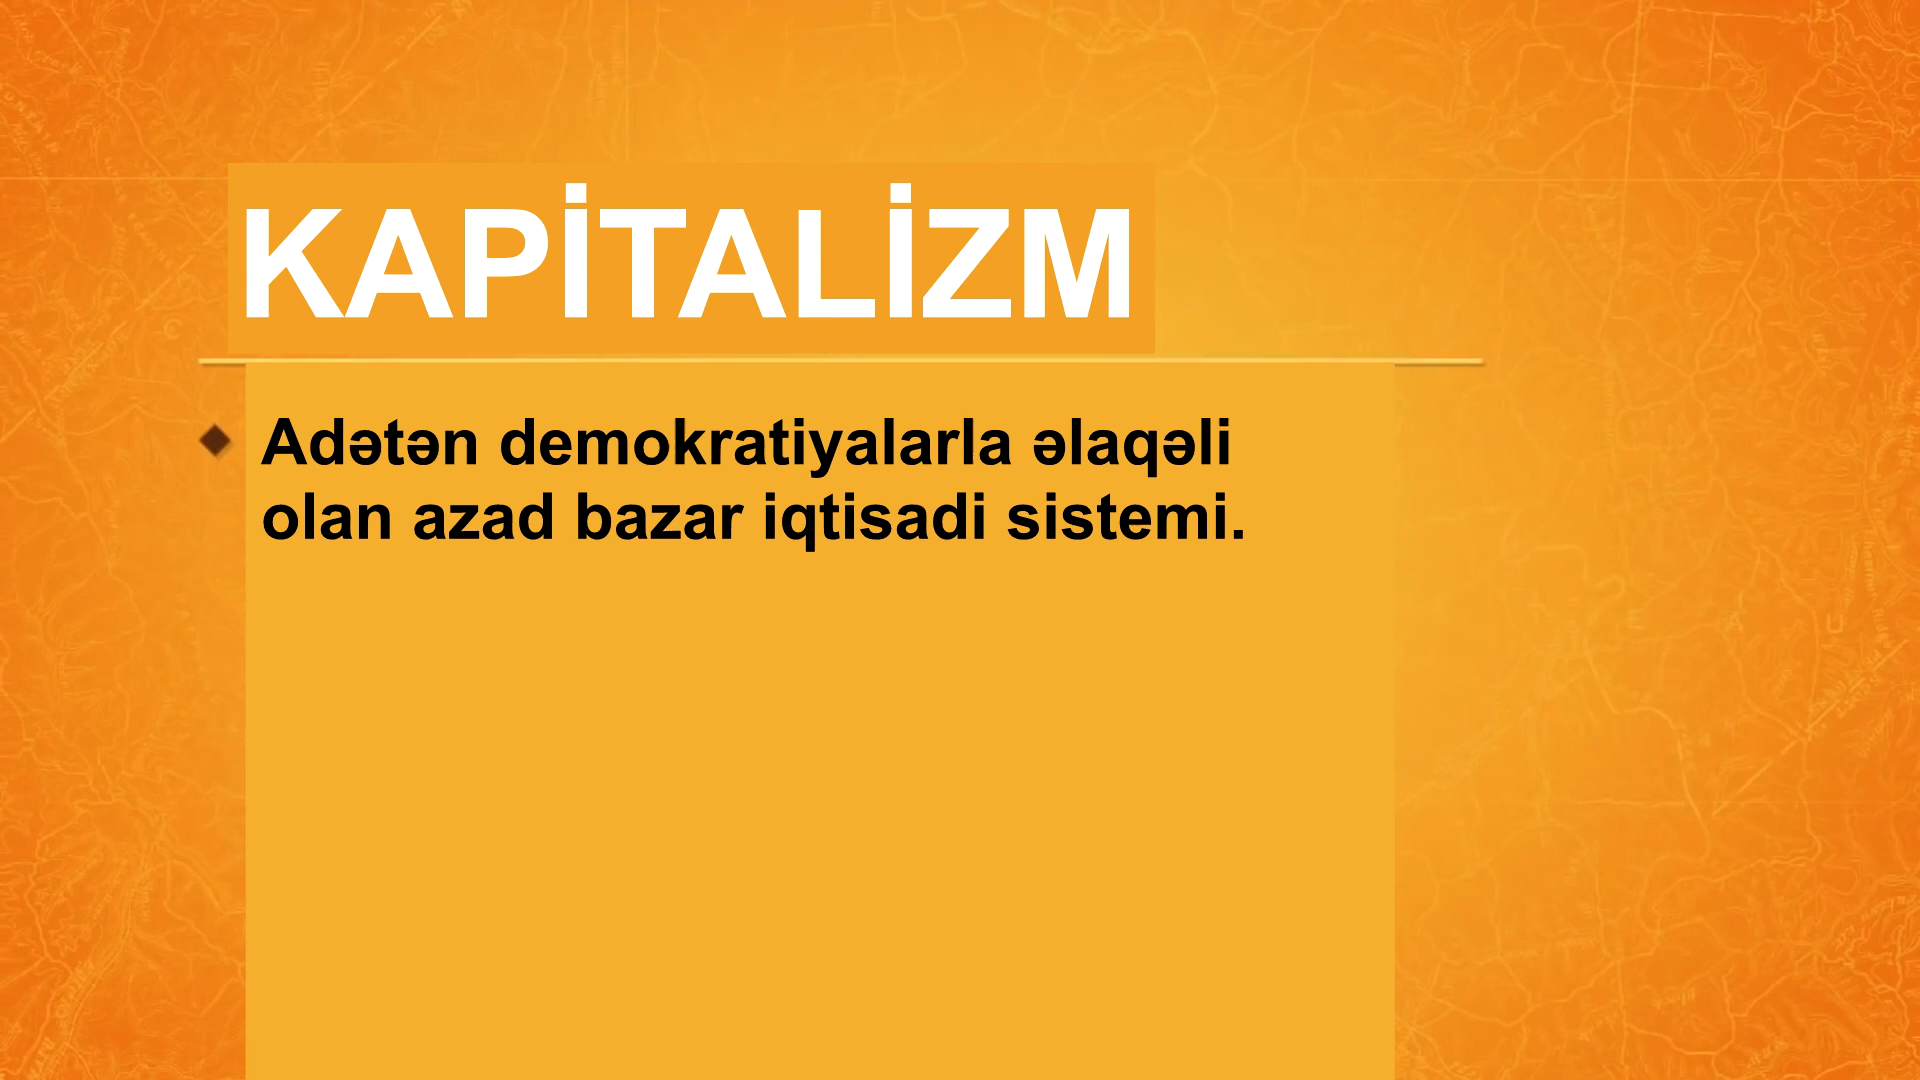 KAPİTALİZM
Adətən demokratiyalarla əlaqəli
olan azad bazar iqtisadi sistemi.